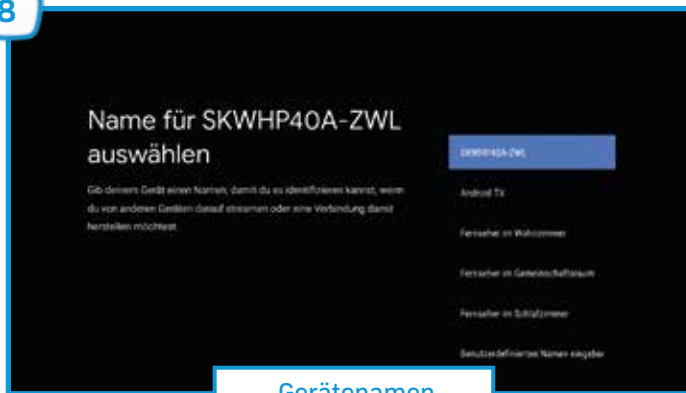 8
Name für SKWHP40A-ZWL
auswählen
Gib deinem Gerät einen Namen, damit du es identifizieren kannst, wenn
du von anderen Geräten darauf streamen oder eine Verbindung damit
herstellen möchtest.
SKWHP40A-ZWL
Android TV
Fernseher im Wohnzimmer
Fernseher im Gemeinschaftsraum
Fernseher im Schlafzimmer
Benutzerdefinierten Namen eingeben
Gerätenamen